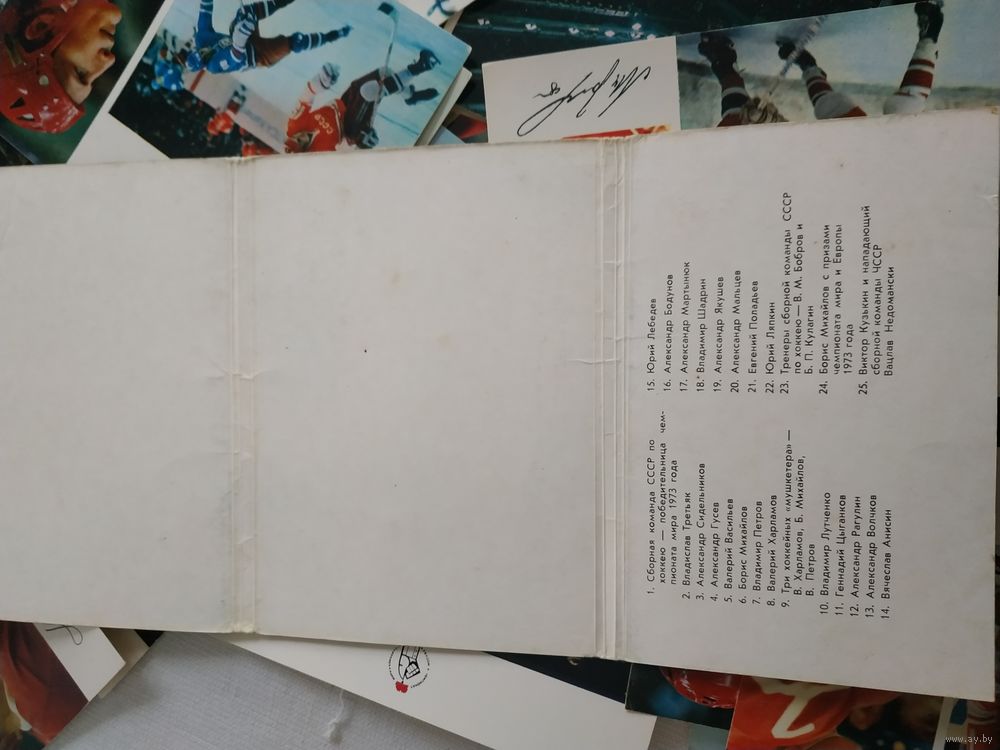 1. Сборная команда СССР по
хоккею — победительница чем-
пионата мира 1973 года
2. Владислав Третьяк
3. Александр Сидельников
4. Александр Гусев
5. Валерий Васильев
6. Борис Михайлов
7. Владимир Петров
8. Валерий Харламов
9. Три хоккейных «мушкетера» —
В. Харламов, Б. Михайлов,
В. Петров
10. Владимир Лутченко
11. Геннадий Цыганков
12. Александр Рагулин
13. Александр Волчков
14. Вячеслав Анисин
15. Юрий Лебедев
16. Александр Бодунов
17. Александр Мартынюк
18. Владимир Шадрин
19. Александр Якушев
20. Александр Мальцев
21. Евгений Поладьев
22. Юрий Ляпкин
23. Тренеры сборной команды СССР
по хоккею — В. М. Бобров и
Б. П. Кулагин
24. Борис Михайлов с призами
чемпионата мира и Европы
1973 года
25. Виктор Кузькин и нападающий
сборной команды ЧССР
Вацлав Недомански
СССР
www.ay.by